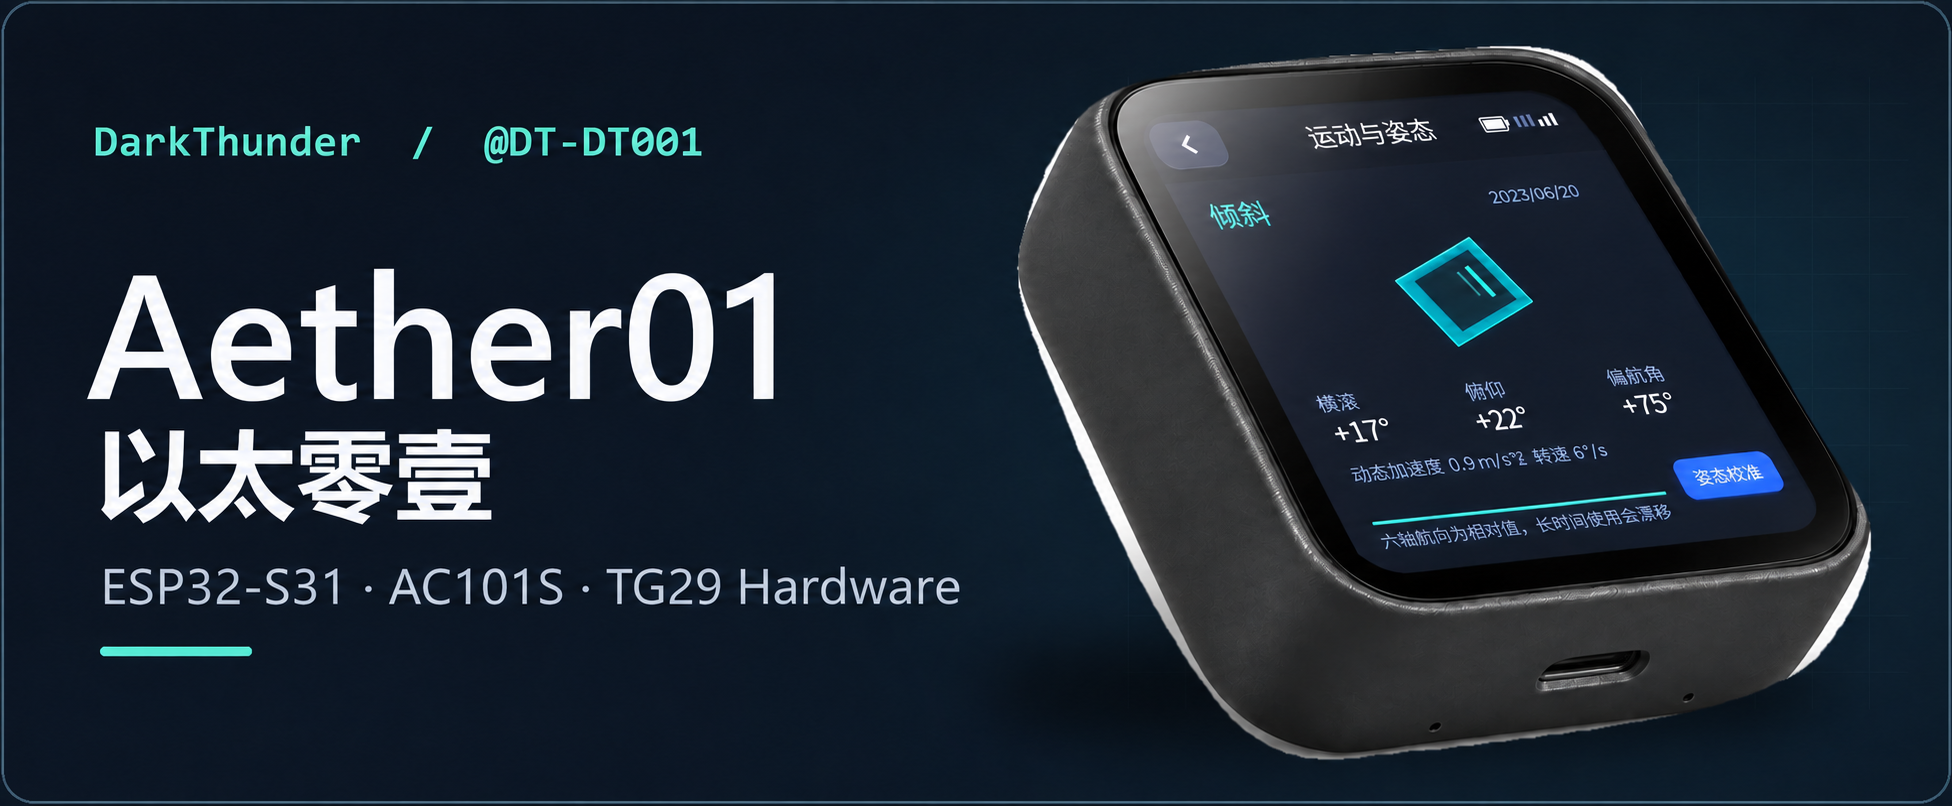 DarkThunder / @DT-DT001
Aether01
以太零壹
ESP32-S31 · AC101S · TG29 Hardware
运动与姿态
倾斜
2023/06/20
横滚
+17°
俯仰
+22°
偏航角
+75°
动态加速度 0.9 m/s² 转速 6°/s
姿态校准
六轴航向为相对值，长时间使用会漂移